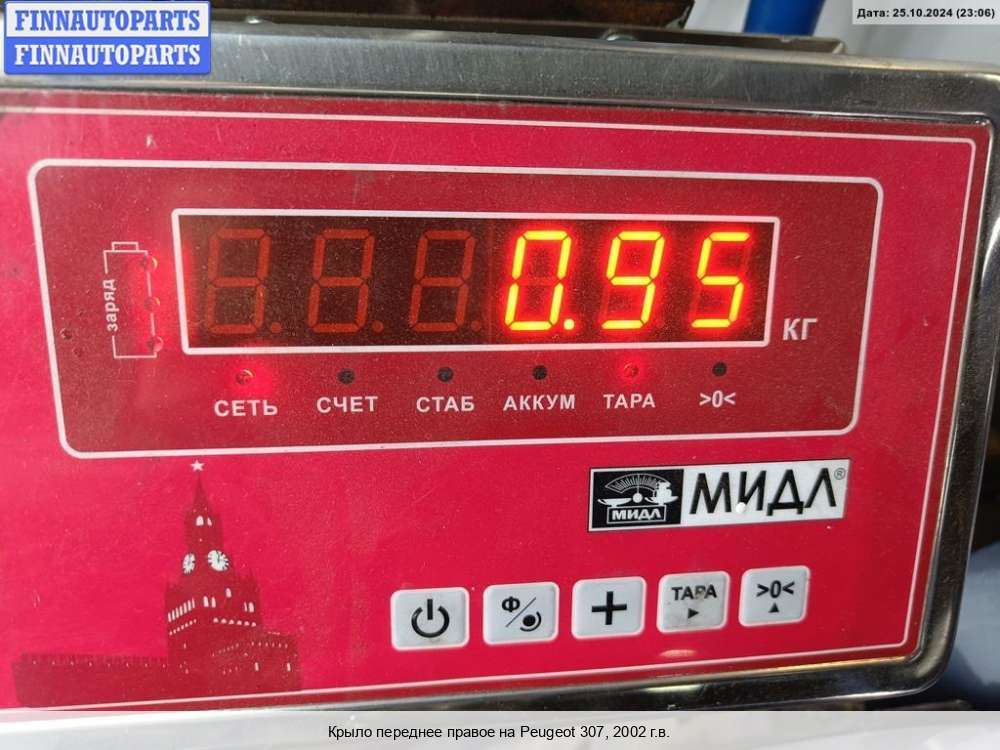 FINNAUTOPARTS
FINNAUTOPARTS
Дата: 25.10.2024 (23:06)
заряд
0.95
КГ
СЕТЬ СЧЕТ СТАБ АККУМ ТАРА >0<
МИДЛ МИДЛ®
Ф ТАРА >0<
Крыло переднее правое на Peugeot 307, 2002 г.в.